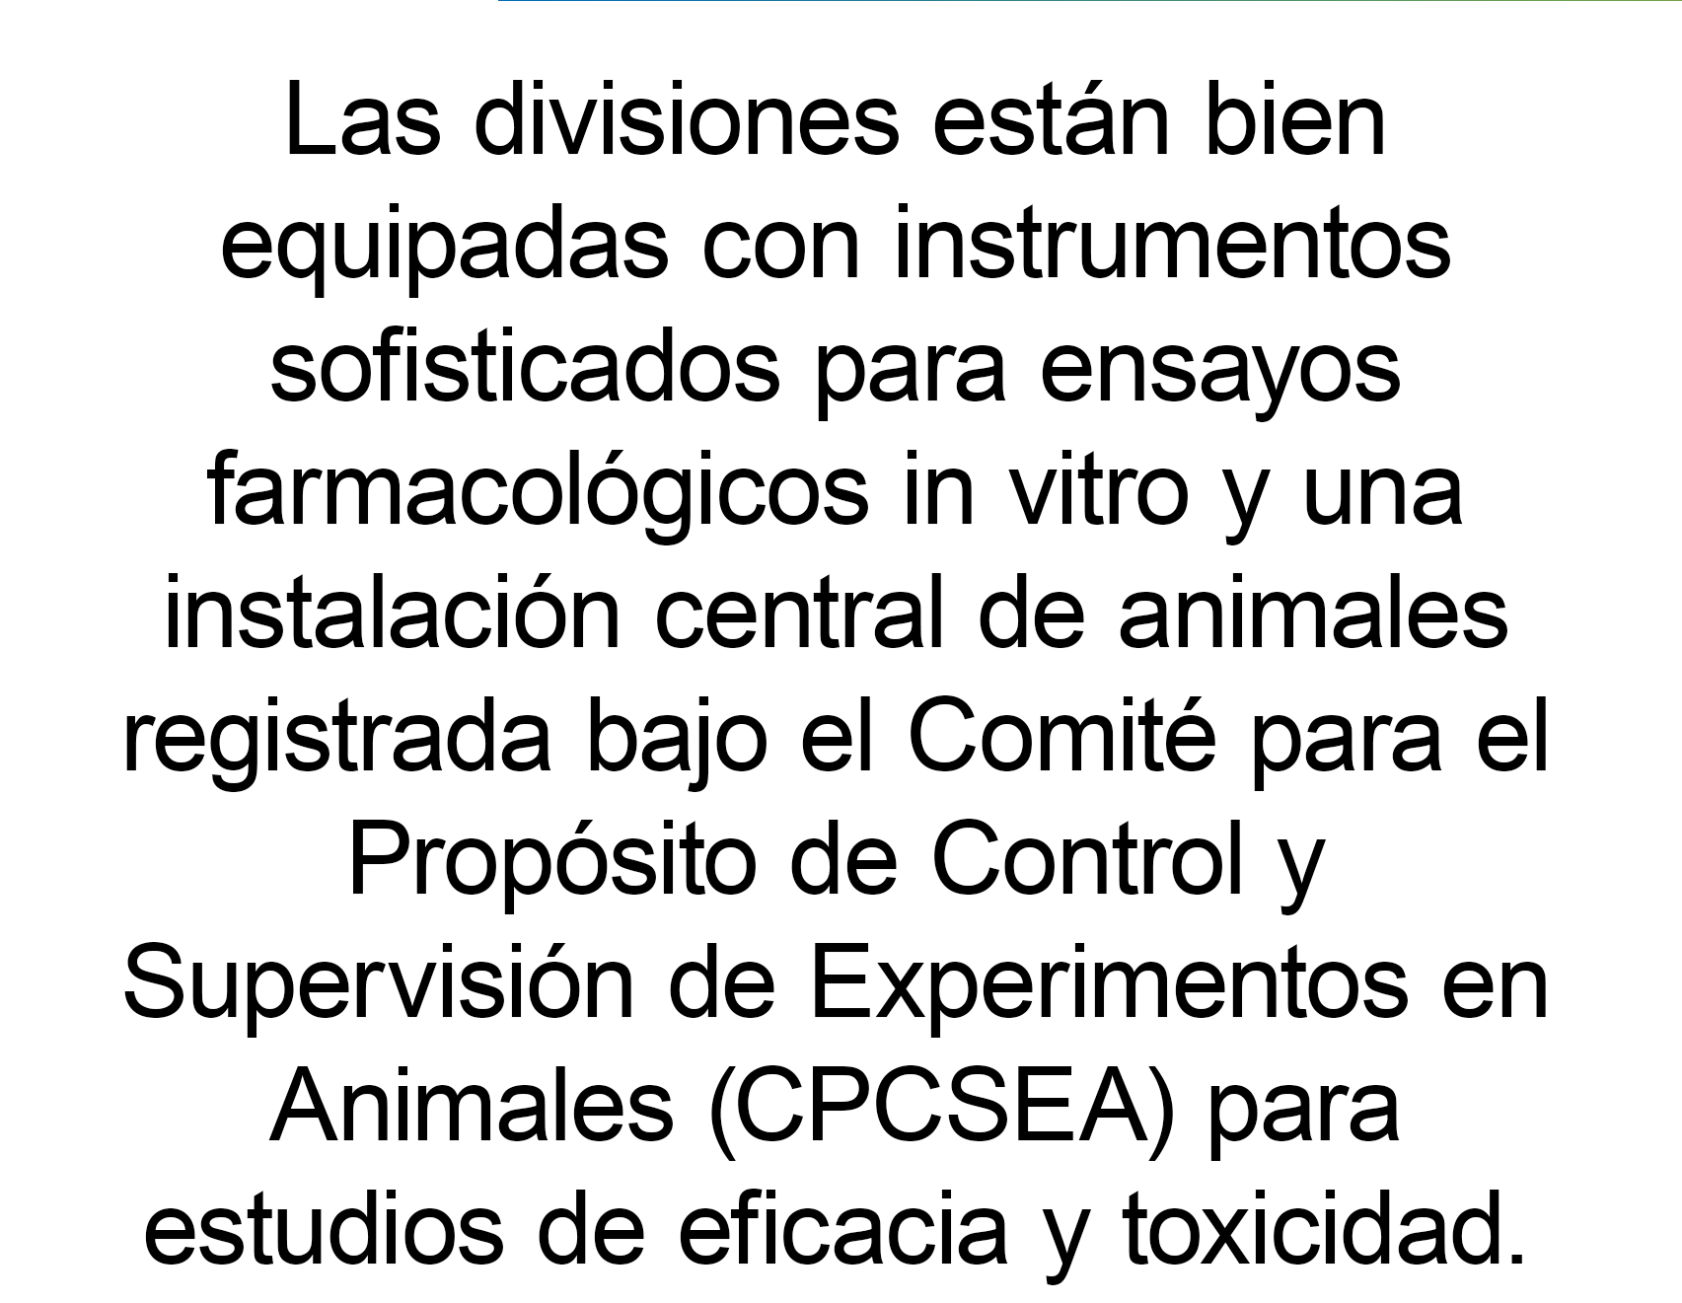 Las divisiones están bien
equipadas con instrumentos
sofisticados para ensayos
farmacológicos in vitro y una
instalación central de animales
registrada bajo el Comité para el
Propósito de Control y
Supervisión de Experimentos en
Animales (CPCSEA) para
estudios de eficacia y toxicidad.